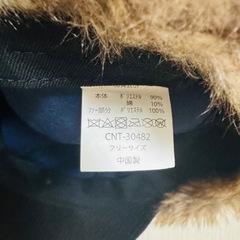 本体 ポリエステル 90%
綿 10%
ファー部分 ポリエステル 100%
CNT-30482
フリーサイズ
中国製